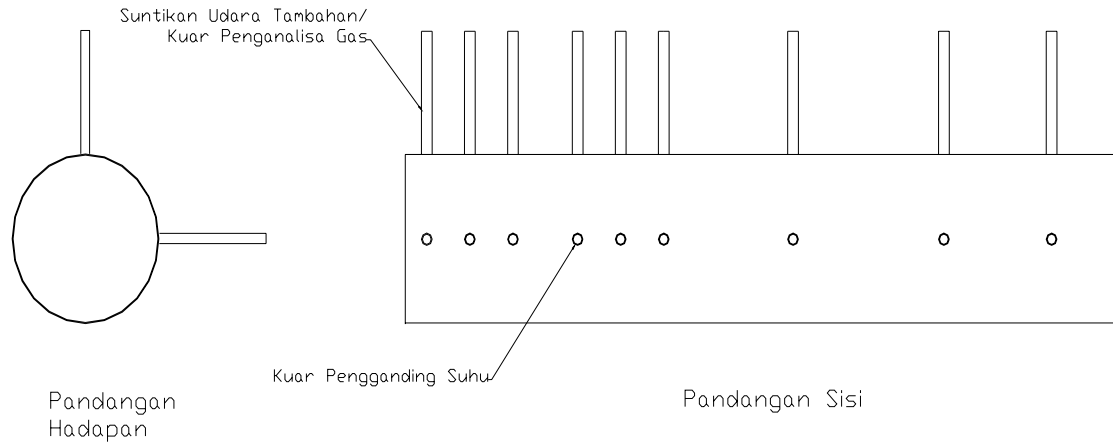 Suntikan Udara Tambahan/
Kuar Penganalisa Gas
Kuar Pengganding Suhu
Pandangan
Hadapan
Pandangan Sisi